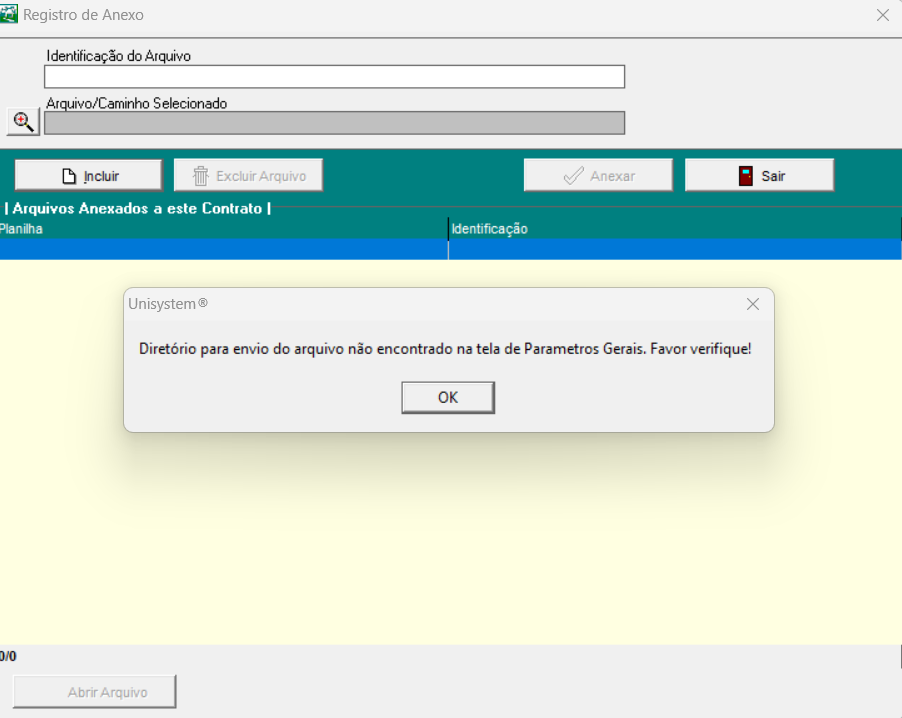 Registro de Anexo
Identificação do Arquivo
Arquivo/Caminho Selecionado
Incluir
Excluir Arquivo
Anexar
Sair
| Arquivos Anexados a este Contrato |
Planilha
Identificação
Unisystem®
Diretório para envio do arquivo não encontrado na tela de Parametros Gerais. Favor verifique!
OK
0/0
Abrir Arquivo